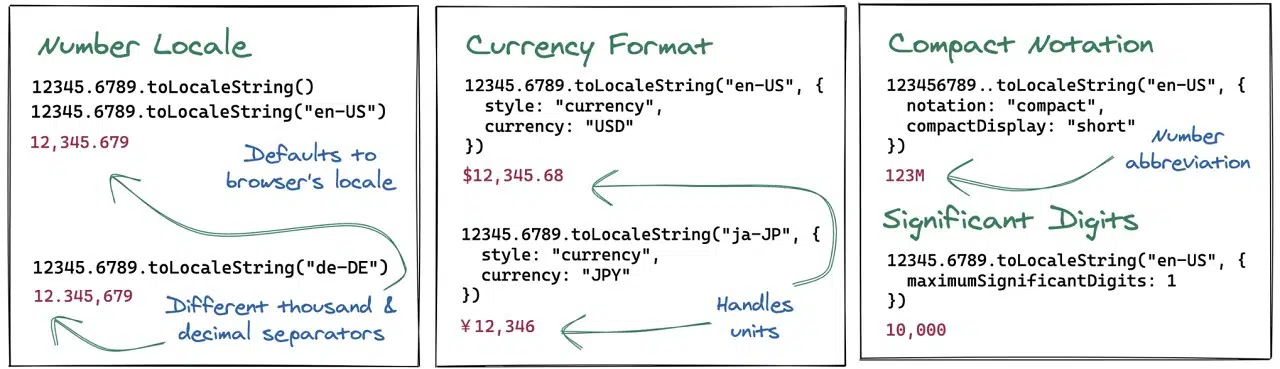 Number Locale
12345.6789.toLocaleString()
12345.6789.toLocaleString("en-US")
12,345.679
Defaults to
browser's locale
12345.6789.toLocaleString("de-DE")
12.345,679
Different thousand &
decimal separators
Currency Format
12345.6789.toLocaleString("en-US", {
  style: "currency",
  currency: "USD"
})
$12,345.68
12345.6789.toLocaleString("ja-JP", {
  style: "currency",
  currency: "JPY"
})
¥12,346
Handles
units
Compact Notation
123456789..toLocaleString("en-US", {
  notation: "compact",
  compactDisplay: "short"
})
Number
abbreviation
123M
Significant Digits
12345.6789.toLocaleString("en-US", {
  maximumSignificantDigits: 1
})
10,000